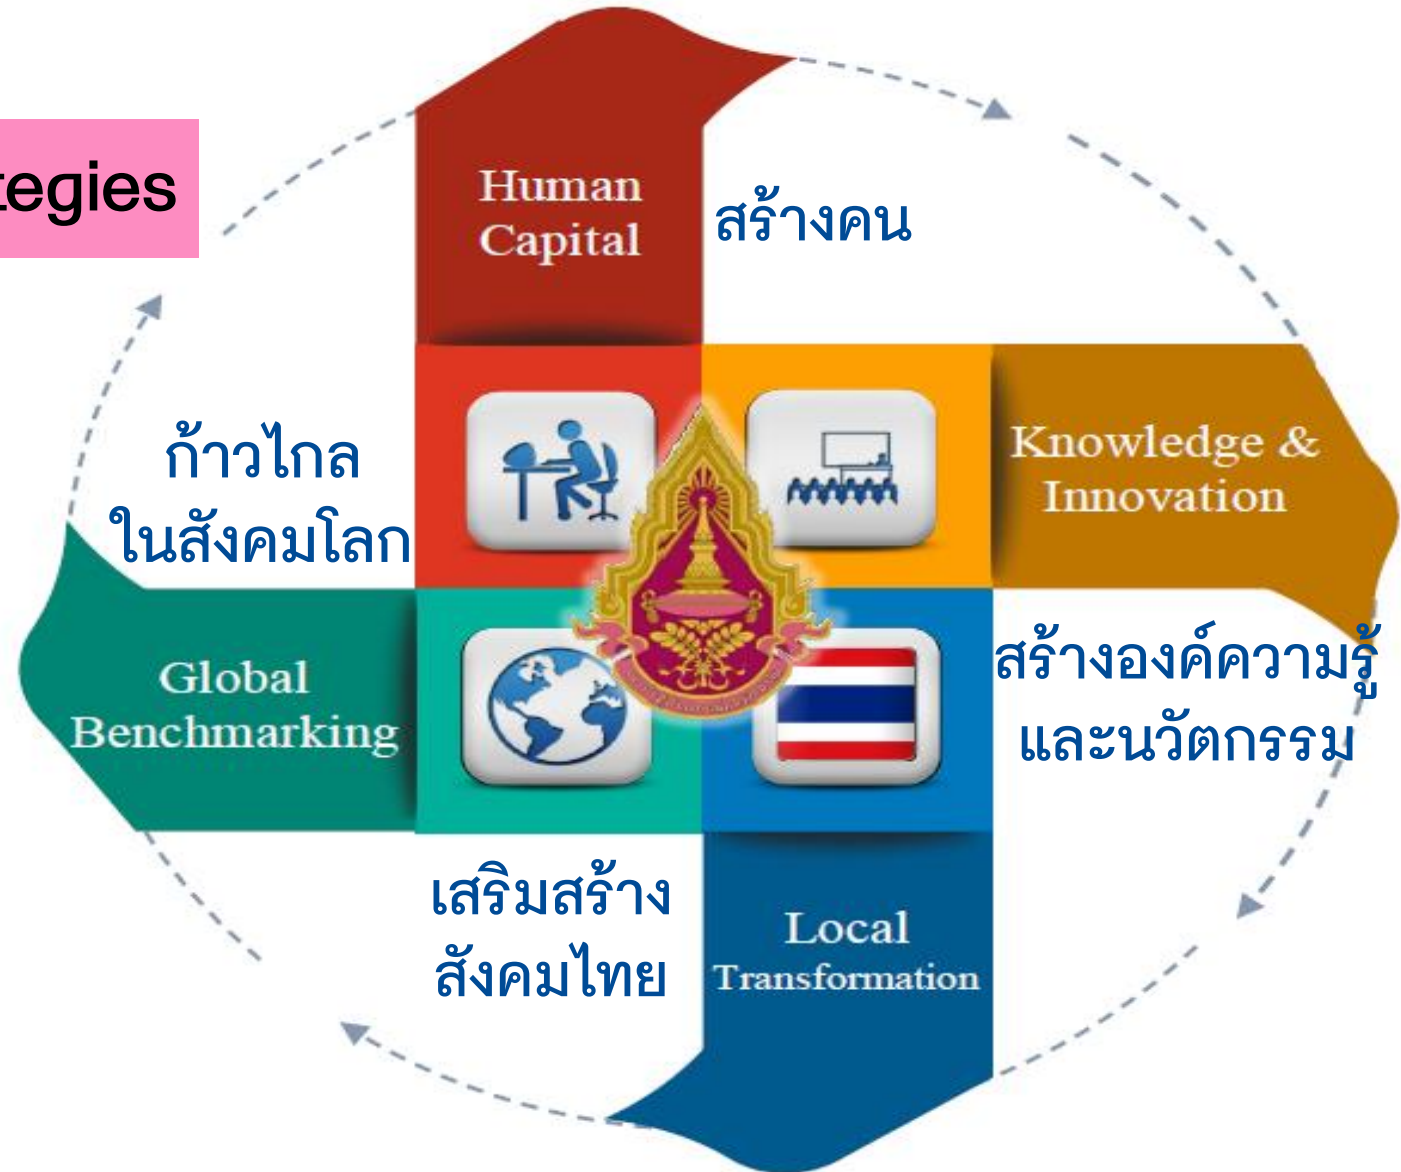 tegies
Human
Capital
สร้างคน
Knowledge &
Innovation
ก้าวไกล
ในสังคมโลก
สร้างองค์ความรู้
และนวัตกรรม
Global
Benchmarking
เสริมสร้าง
สังคมไทย
Local
Transformation